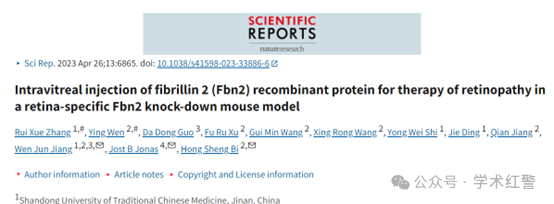 SCIENTIFIC
REPORTS
natureresearch
▸ Sci Rep. 2023 Apr 26;13:6865. doi: 10.1038/s41598-023-33886-6
Intravitreal injection of fibrillin 2 (Fbn2) recombinant protein for therapy of retinopathy in
a retina-specific Fbn2 knock-down mouse model
Rui Xue Zhang 1,#, Ying Wen 2,#, Da Dong Guo 3, Fu Ru Xu 2, Gui Min Wang 2, Xing Rong Wang 2, Yong Wei Shi 1, Jie Ding 1, Qian Jiang 2,
Wen Jun Jiang 1,2,3,✉, Jost B Jonas 4,✉, Hong Sheng Bi 2,✉
• Author information • Article notes • Copyright and License information
公众号 · 学术红警
1Shandong University of Traditional Chinese Medicine, Jinan, China